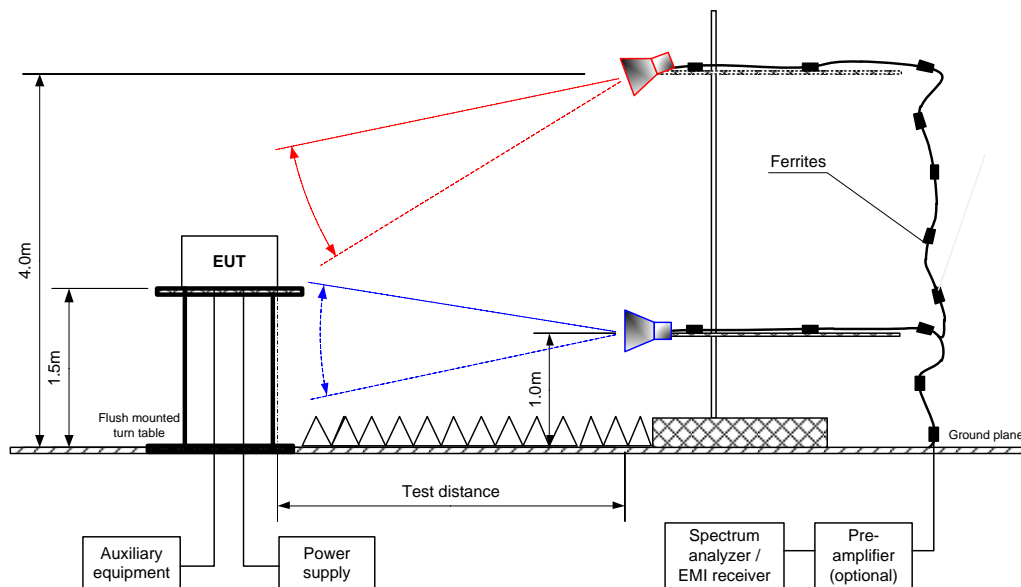 Ferrites
EUT
4.0m
1.5m
1.0m
Flush mounted
turn table
Ground plane
Test distance
Auxiliary
equipment
Power
supply
Spectrum
analyzer /
EMI receiver
Pre-
amplifier
(optional)